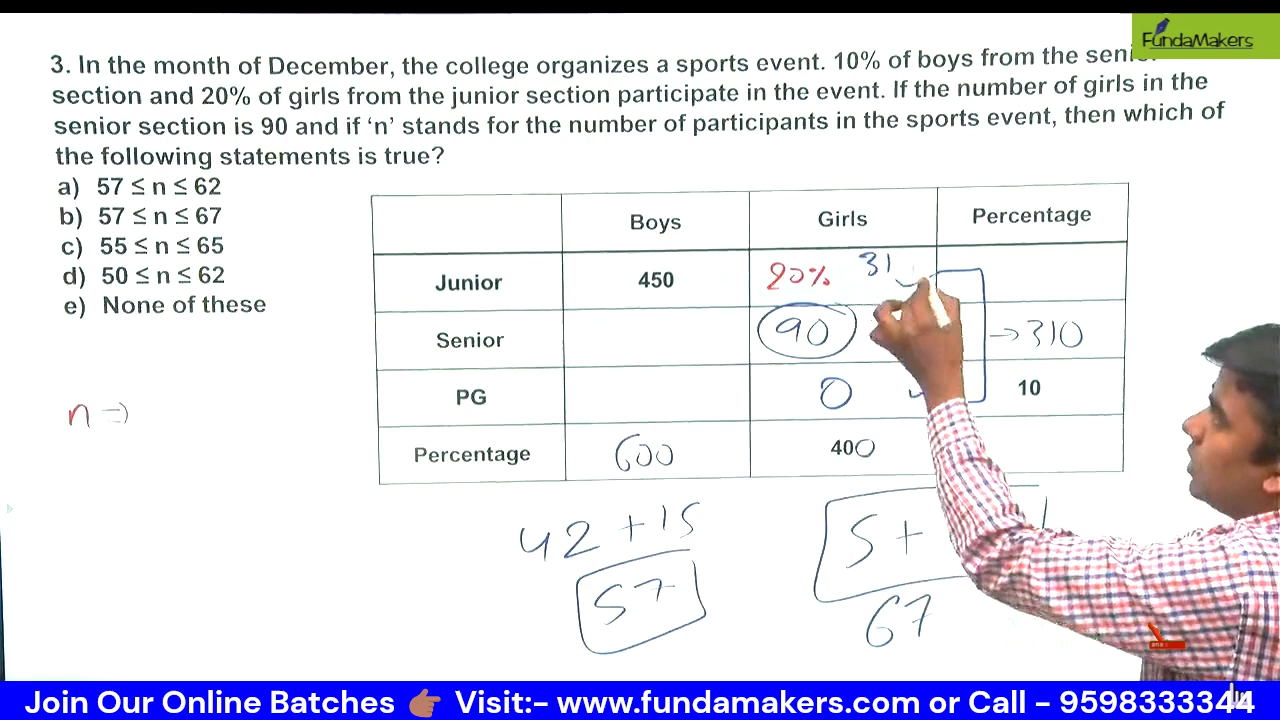 FundaMakers
3. In the month of December, the college organizes a sports event. 10% of boys from the senior
section and 20% of girls from the junior section participate in the event. If the number of girls in the
senior section is 90 and if ‘n’ stands for the number of participants in the sports event, then which of
the following statements is true?
a) 57 ≤ n ≤ 62
b) 57 ≤ n ≤ 67
c) 55 ≤ n ≤ 65
d) 50 ≤ n ≤ 62
e) None of these
Boys Girls Percentage
Junior 450 20% 31
Senior 90 → 310
PG 0 10
Percentage 600 400
n ⇒
42 + 15
57
5 +
67
Join Our Online Batches Visit:- www.fundamakers.com or Call - 9598333344